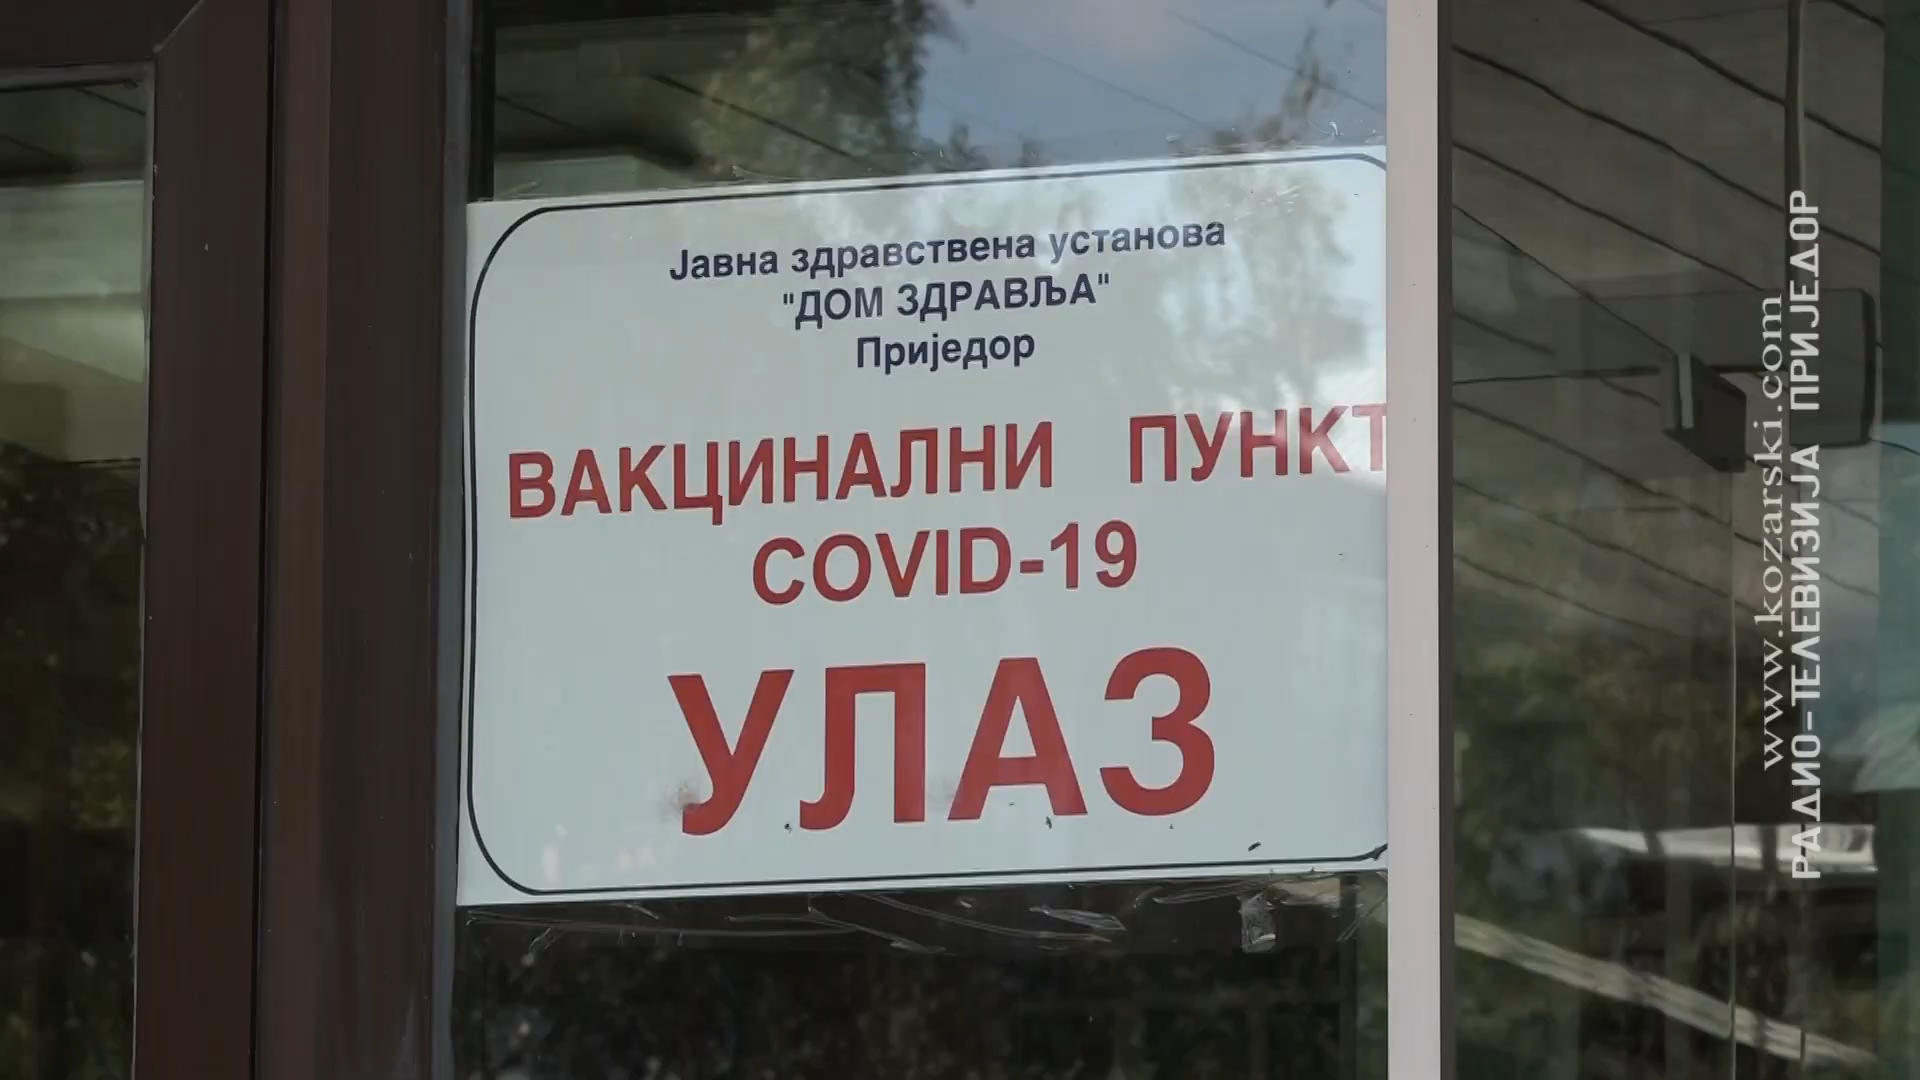 Јавна здравствена установа
"ДОМ ЗДРАВЉА"
Приједор
ВАКЦИНАЛНИ ПУНКТ
COVID-19
УЛАЗ
www.kozarski.com
РАДИО-ТЕЛЕВИЗИЈА ПРИЈЕДОР